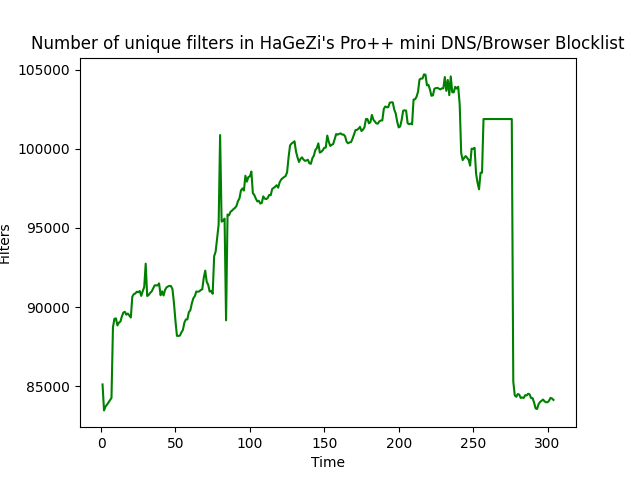 Number of unique filters in HaGeZi's Pro++ mini DNS/Browser Blocklist
105000
100000
95000
90000
85000
Filters
0 50 100 150 200 250 300
Time